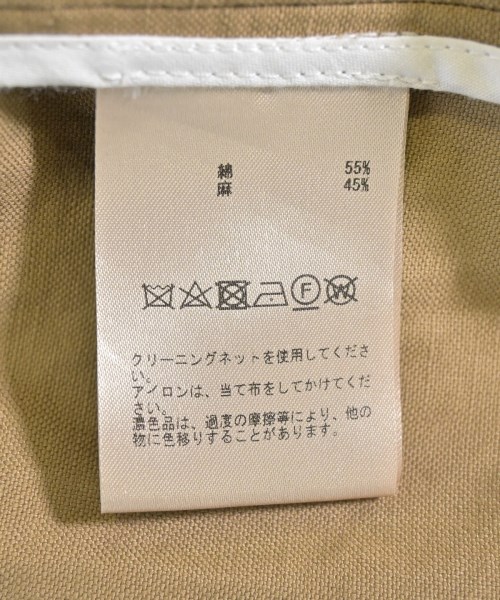 綿 55%
麻 45%
F W
クリーニングネットを使用してくださ
い。
アイロンは、当て布をしてかけてくだ
さい。
濃色品は、過度の摩擦等により、他の
物に色移りすることがあります。